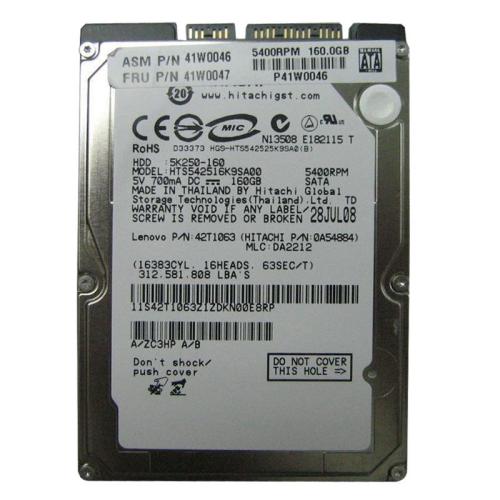 ASM P/N 41W0046 5400RPM 160.0GB
FRU P/N 41W0047 P41W0046
SATA
20
www.hitachigst.com
CE
MIC
N13508 E182115 T
RoHS D33373 HGS-HTS542525K9SA0(B)
HDD : 5K250-160
MODEL:HTS542516K9SA00 5400RPM
5V 700mA DC 160GB SATA
MADE IN THAILAND BY Hitachi Global
Storage Technologies(Thailand).Ltd. TD
WARRANTY VOID IF ANY LABEL/
SCREW IS REMOVED OR BROKEN 28JUL08
Lenovo P/N:42T1063 (HITACHI P/N:0A54884)
MLC:DA2212
(16383CYL. 16HEADS. 63SEC/T)
312.581.808 LBA'S
11S42T1063Z1ZDKN00E8RP
A/ZC3HP A/B
Don't shock/
push cover
DO NOT COVER
THIS HOLE =>